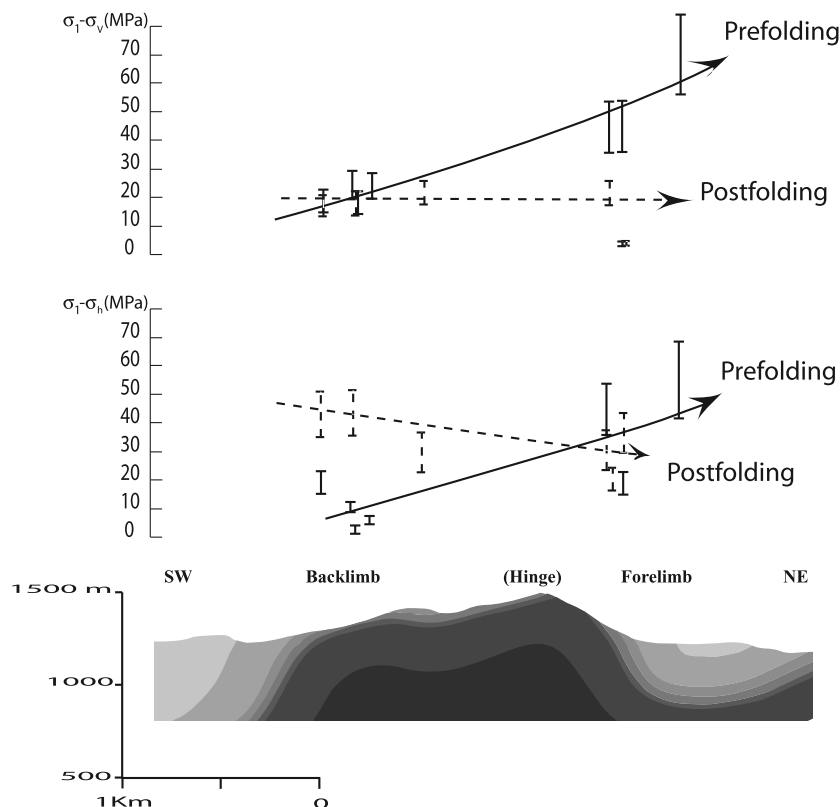 σ₁-σᵥ(MPa)
70
60
50
40
30
20
10
0
Prefolding
Postfolding
σ₁-σₕ(MPa)
70
60
50
40
30
20
10
0
Prefolding
Postfolding
SW Backlimb (Hinge) Forelimb NE
1500 m
1000
500
1Km 0